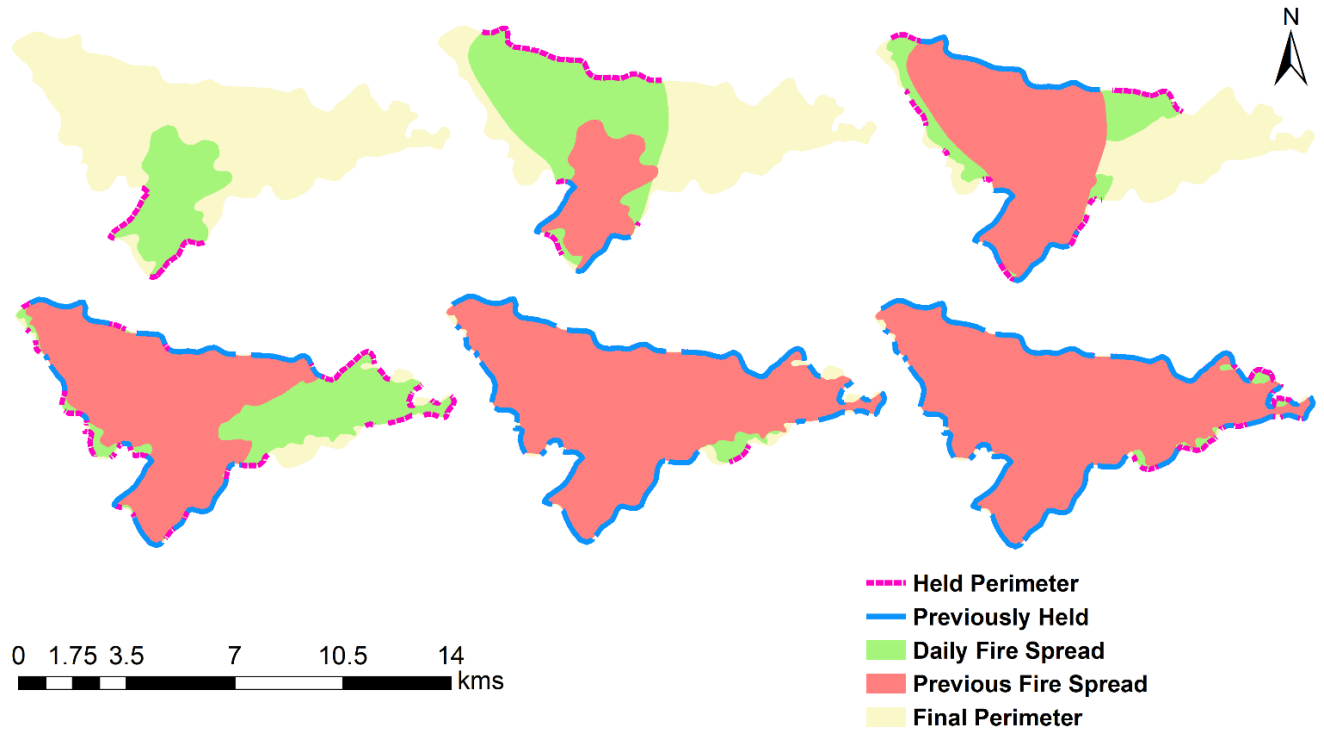 N
Held Perimeter
Previously Held
Daily Fire Spread
Previous Fire Spread
Final Perimeter
0 1.75 3.5 7 10.5 14
kms